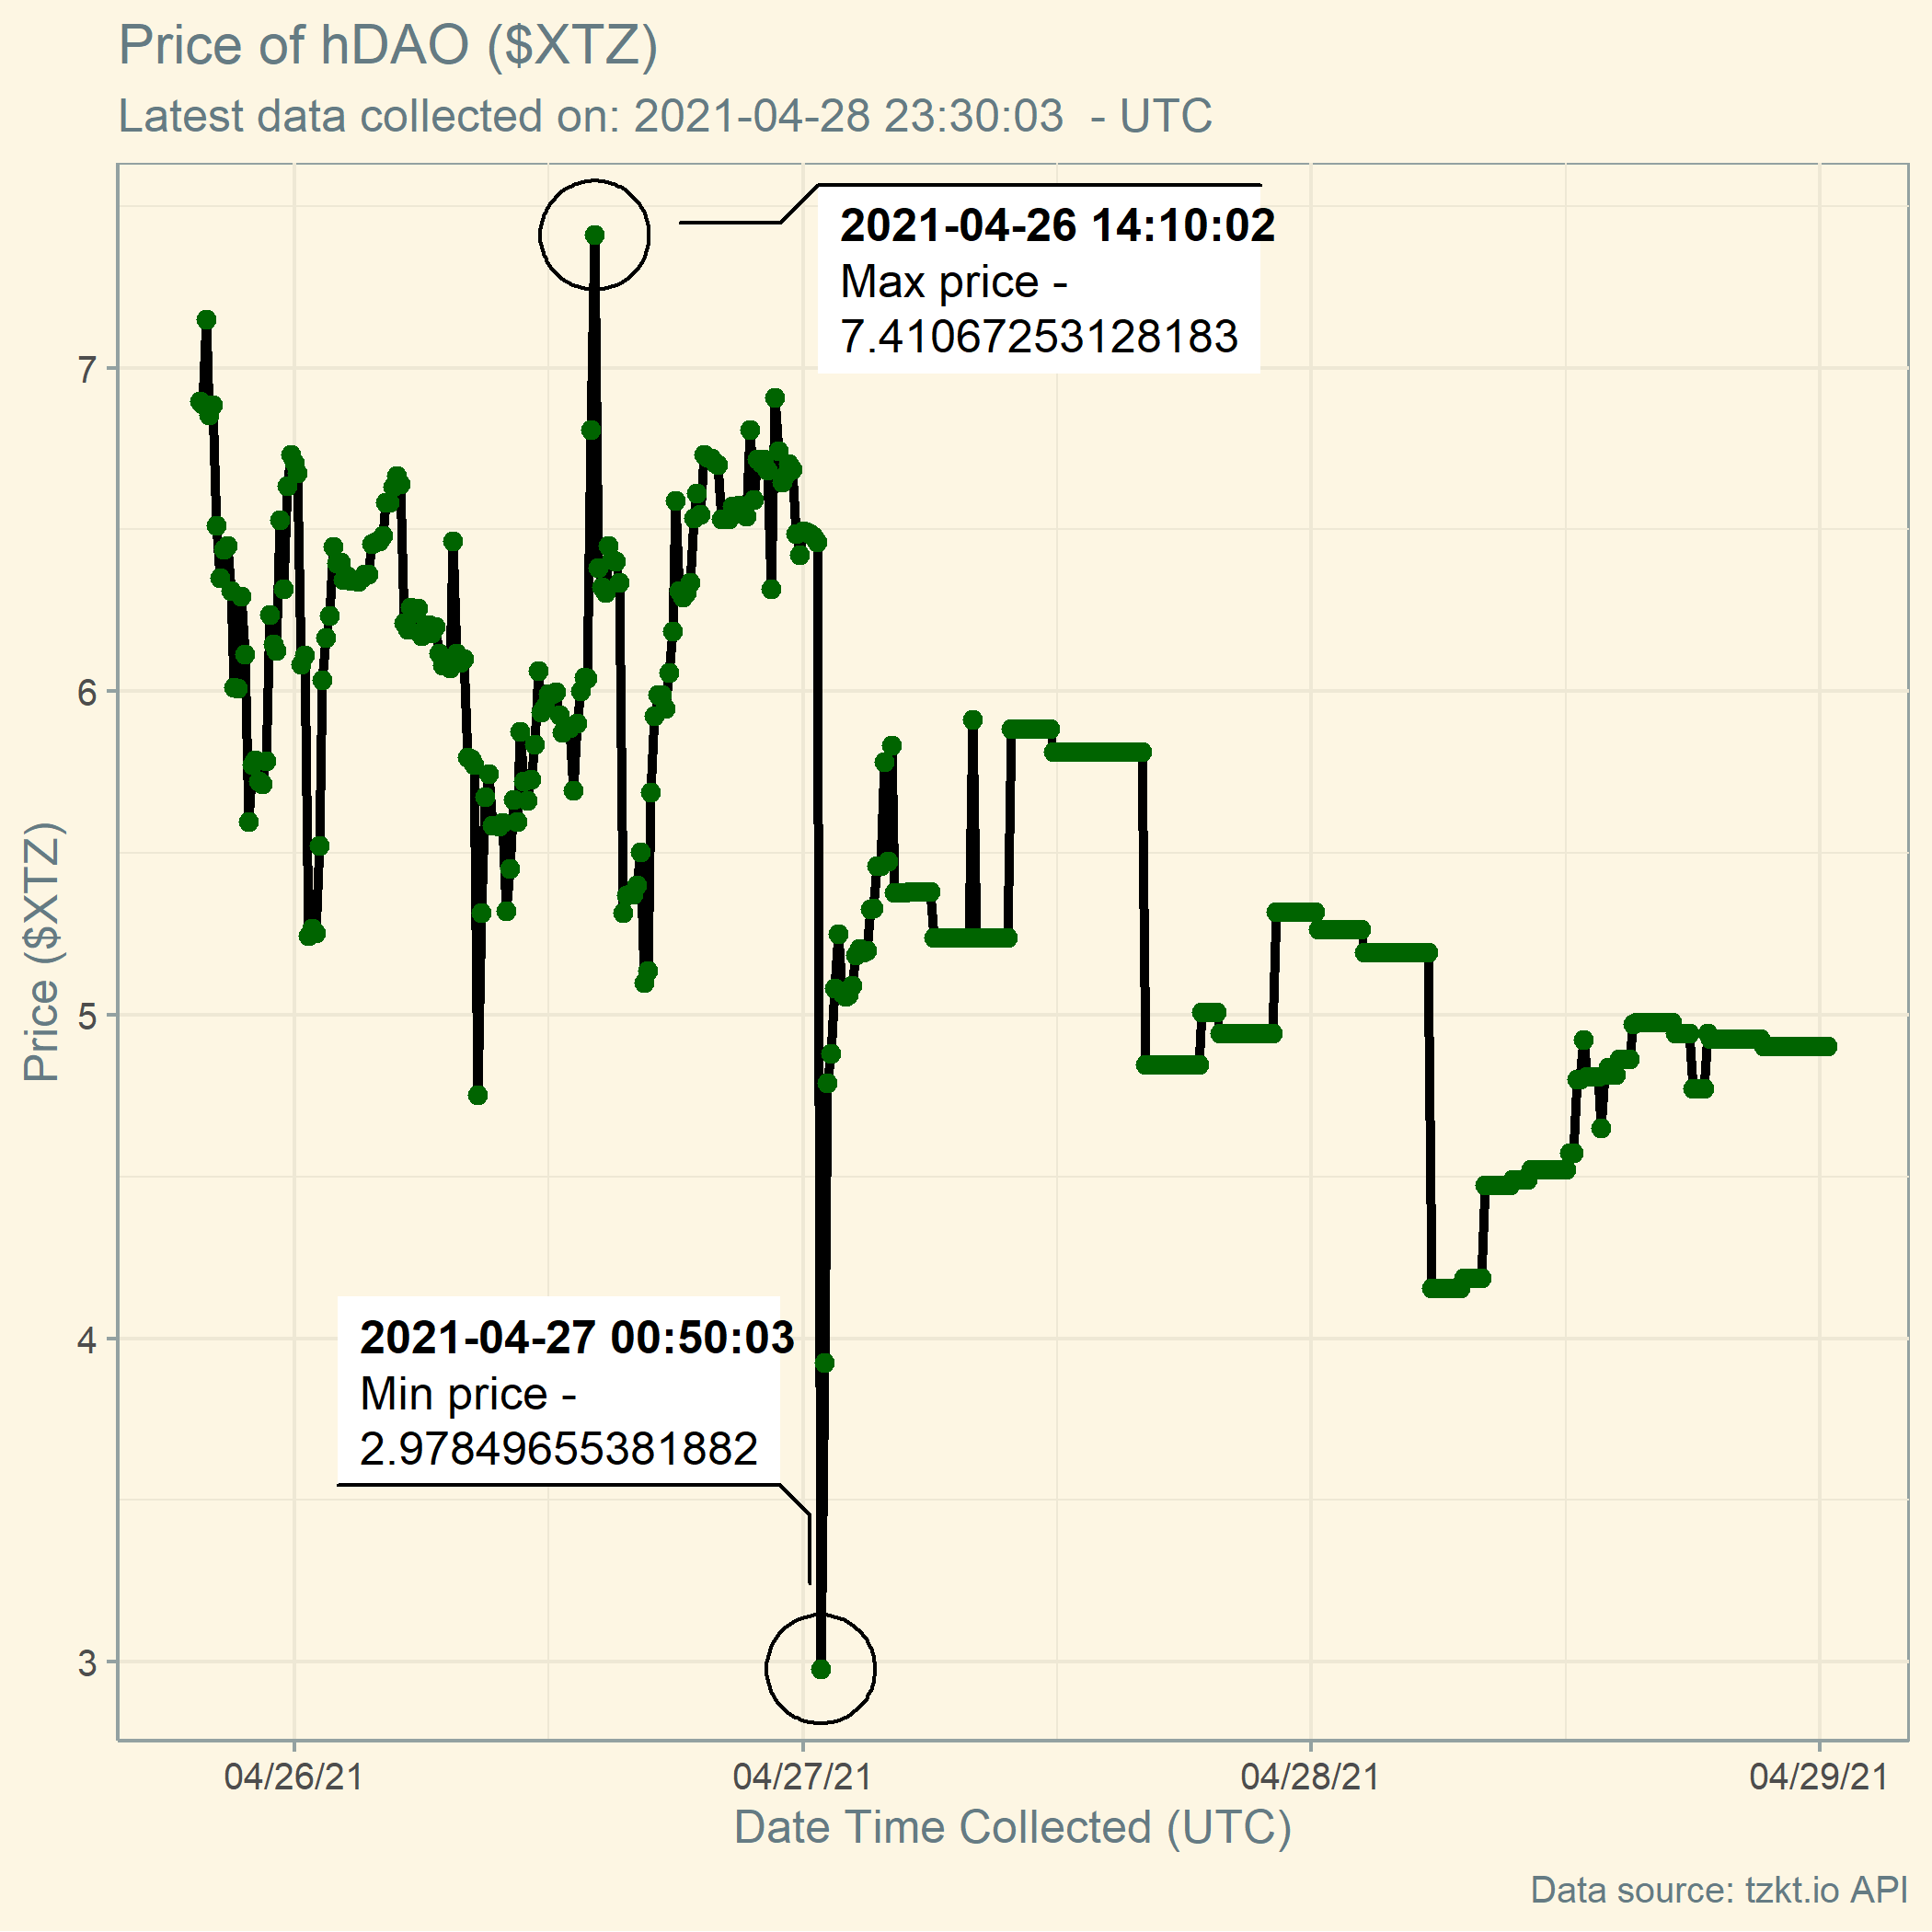 Price of hDAO ($XTZ)
Latest data collected on: 2021-04-28 23:30:03  - UTC
2021-04-26 14:10:02
Max price -
7.41067253128183
7
6
5
4
3
Price ($XTZ)
2021-04-27 00:50:03
Min price -
2.97849655381882
04/26/21
04/27/21
04/28/21
04/29/21
Date Time Collected (UTC)
Data source: tzkt.io API